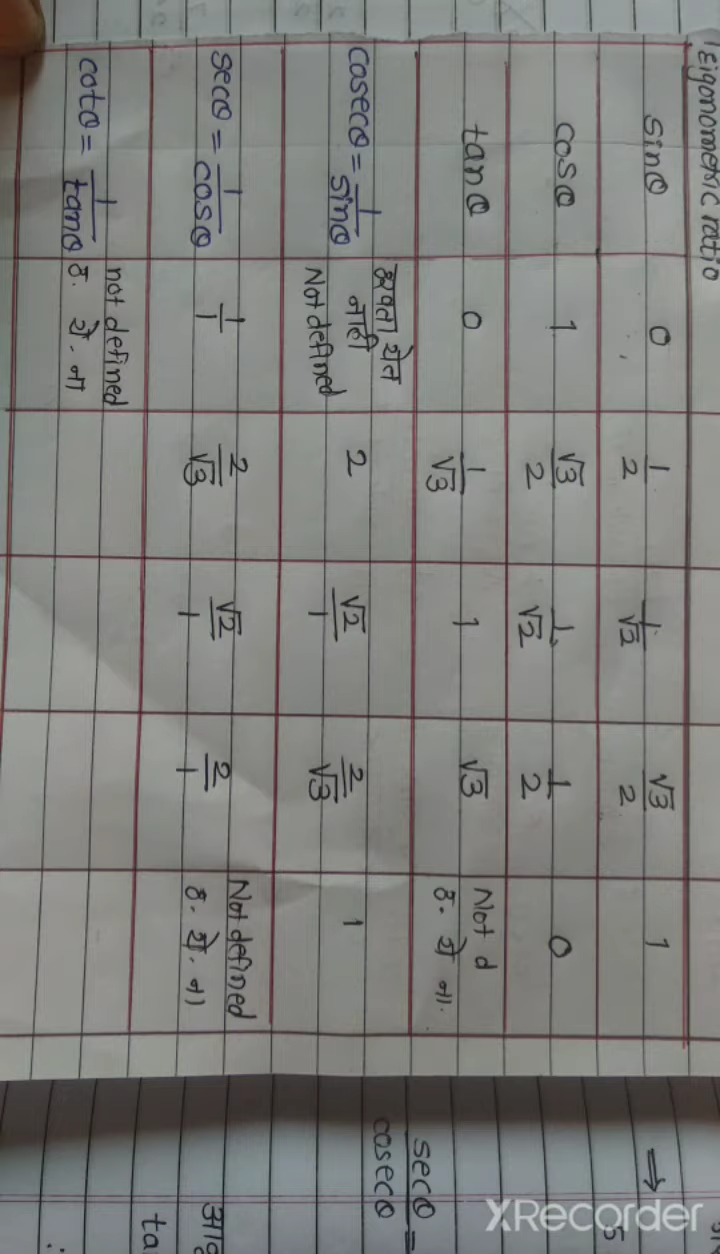 Trigonometric ratio
sinθ 0 1/2 1/√2 √3/2 1
cosθ 1 √3/2 1/√2 1/2 0
tanθ 0 1/√3 1 √3 Not d
ठ. ये ना.
cosecθ = 1/sinθ नाही Not defined 2 √2/1 2/√3 1
secθ = 1/cosθ 1/1 2/√3 √2/1 2/1 Not defined
ठ. ये. ना
cotθ = 1/tanθ not defined
ठ. ये. ना
⇒ 5
secθ/cosecθ =
ta
∴
XRecorder